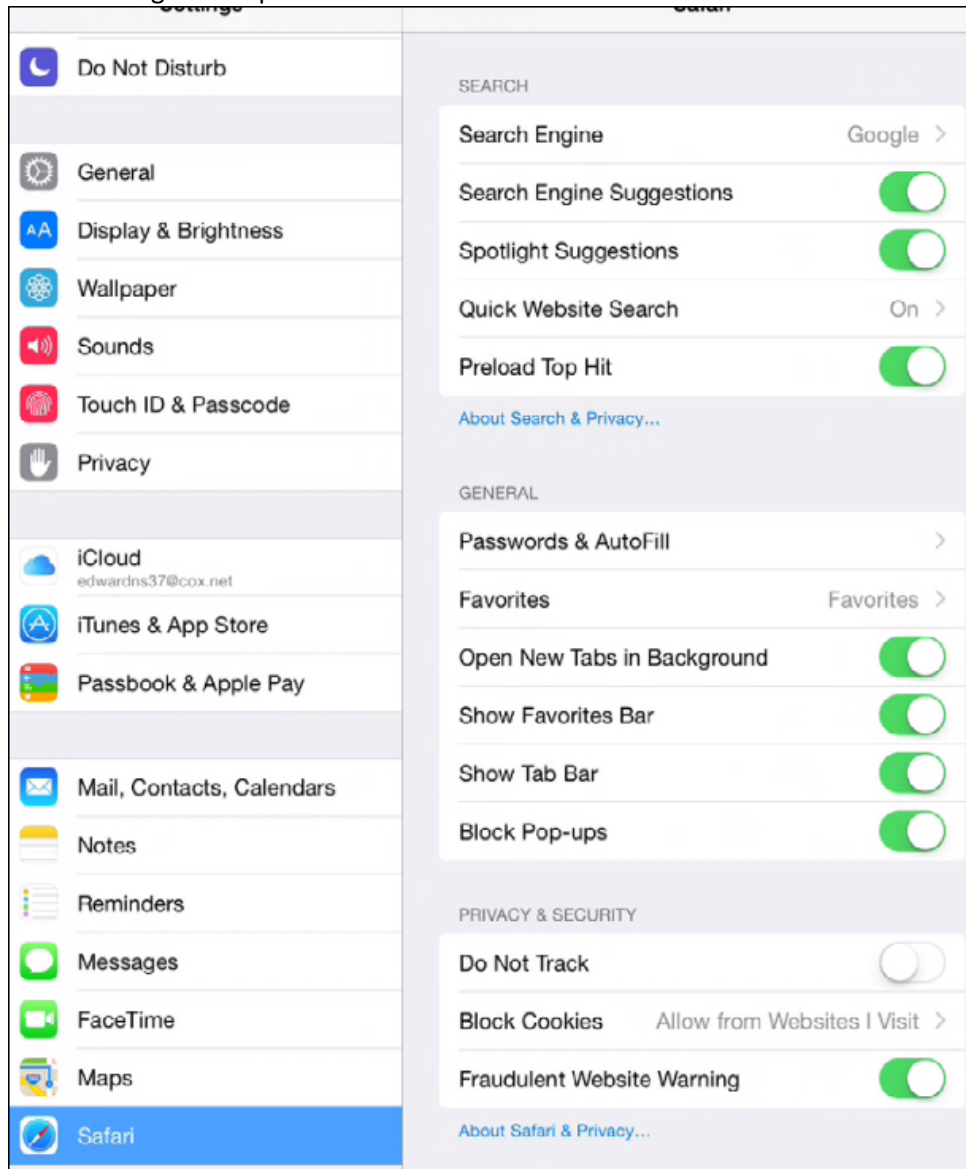 Settings
Safari
Do Not Disturb
General
AA Display & Brightness
Wallpaper
Sounds
Touch ID & Passcode
Privacy
iCloud
edwardns37@cox.net
iTunes & App Store
Passbook & Apple Pay
Mail, Contacts, Calendars
Notes
Reminders
Messages
FaceTime
Maps
Safari
SEARCH
Search Engine Google >
Search Engine Suggestions
Spotlight Suggestions
Quick Website Search On >
Preload Top Hit
About Search & Privacy...
GENERAL
Passwords & AutoFill >
Favorites Favorites >
Open New Tabs in Background
Show Favorites Bar
Show Tab Bar
Block Pop-ups
PRIVACY & SECURITY
Do Not Track
Block Cookies Allow from Websites I Visit >
Fraudulent Website Warning
About Safari & Privacy...